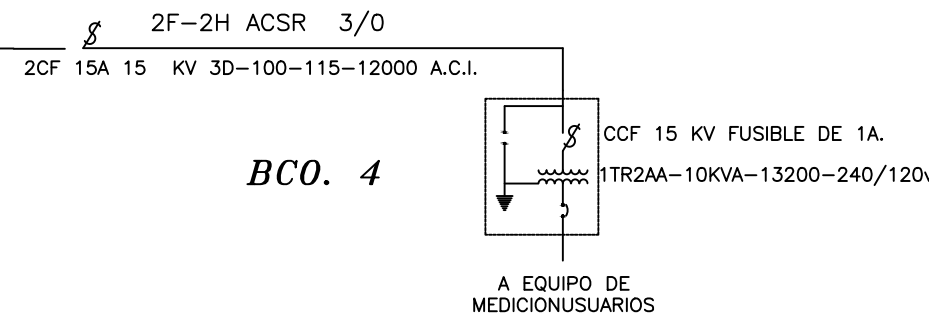 2F-2H ACSR 3/0
2CF 15A 15 KV 3D-100-115-12000 A.C.I.
CCF 15 KV FUSIBLE DE 1A.
BCO. 4
1TR2AA-10KVA-13200-240/120v
A EQUIPO DE
MEDICIONUSUARIOS